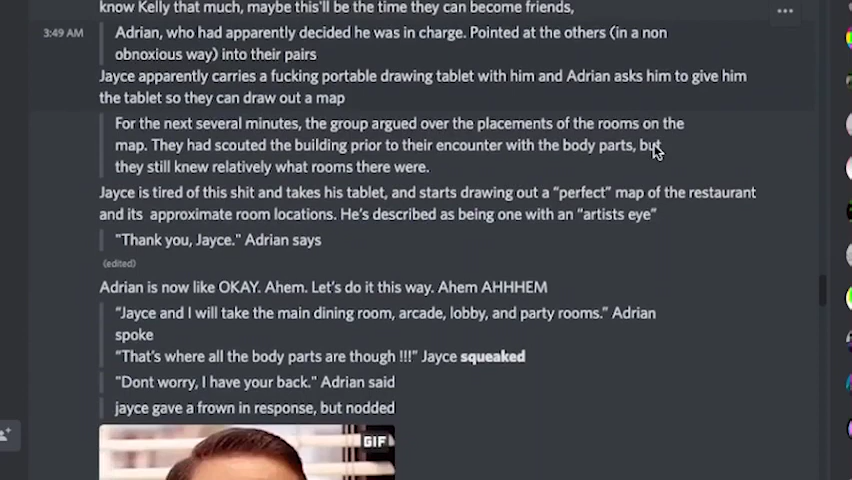 know Kelly that much, maybe this'll be the time they can become friends,
3:49 AM
Adrian, who had apparently decided he was in charge. Pointed at the others (in a non
obnoxious way) into their pairs
Jayce apparently carries a fucking portable drawing tablet with him and Adrian asks him to give him
the tablet so they can draw out a map
For the next several minutes, the group argued over the placements of the rooms on the
map. They had scouted the building prior to their encounter with the body parts, but
they still knew relatively what rooms there were.
Jayce is tired of this shit and takes his tablet, and starts drawing out a “perfect” map of the restaurant
and its approximate room locations. He's described as being one with an “artists eye”
"Thank you, Jayce." Adrian says
(edited)
Adrian is now like OKAY. Ahem. Let's do it this way. Ahem AHHHEM
“Jayce and I will take the main dining room, arcade, lobby, and party rooms.” Adrian
spoke
“That's where all the body parts are though !!!” Jayce squeaked
"Dont worry, I have your back." Adrian said
jayce gave a frown in response, but nodded
GIF